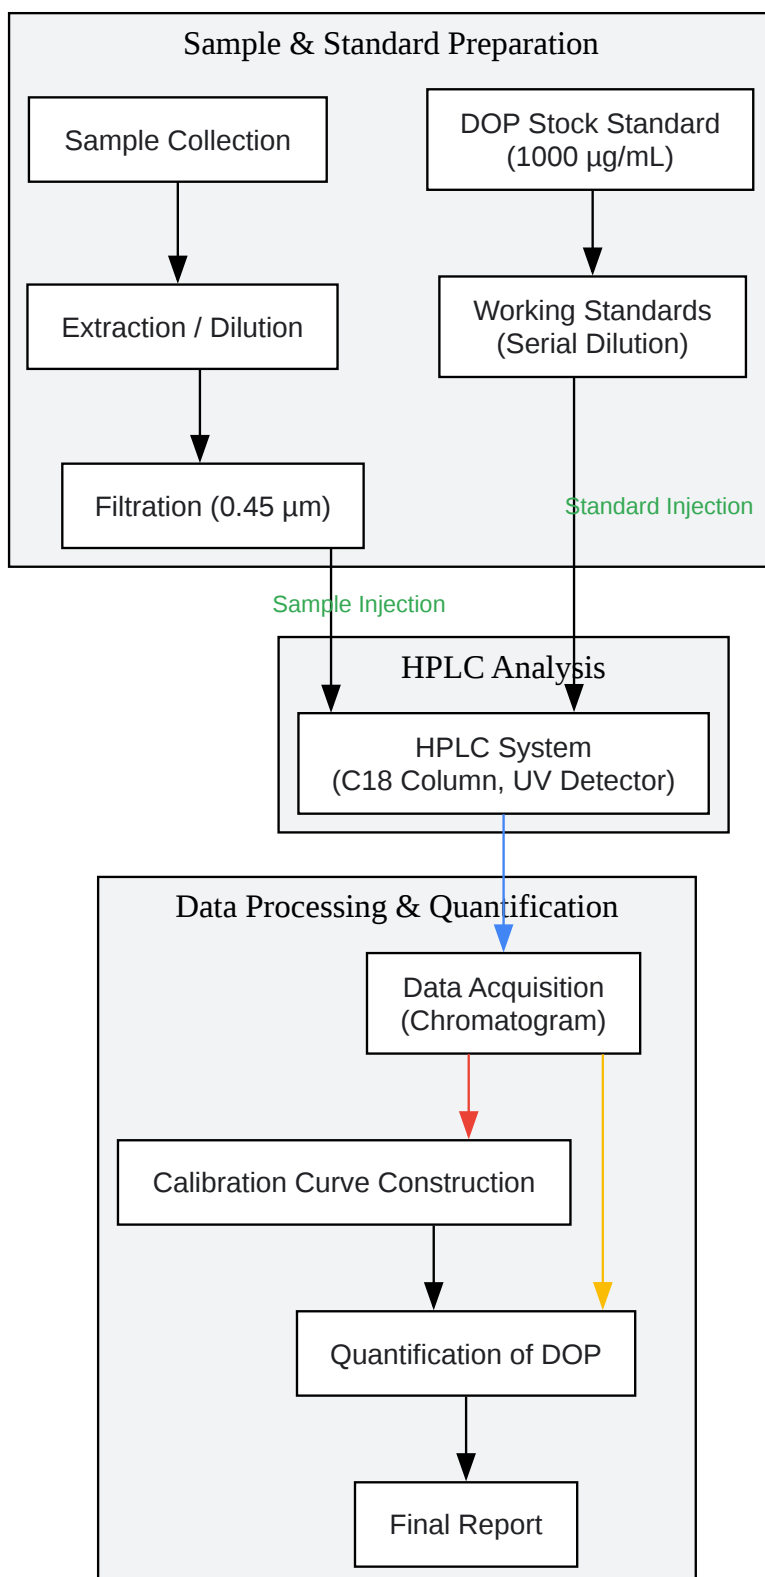 Sample & Standard Preparation
Sample Collection
DOP Stock Standard
(1000 µg/mL)
Extraction / Dilution
Working Standards
(Serial Dilution)
Filtration (0.45 µm)
Standard Injection
Sample Injection
HPLC Analysis
HPLC System
(C18 Column, UV Detector)
Data Processing & Quantification
Data Acquisition
(Chromatogram)
Calibration Curve Construction
Quantification of DOP
Final Report